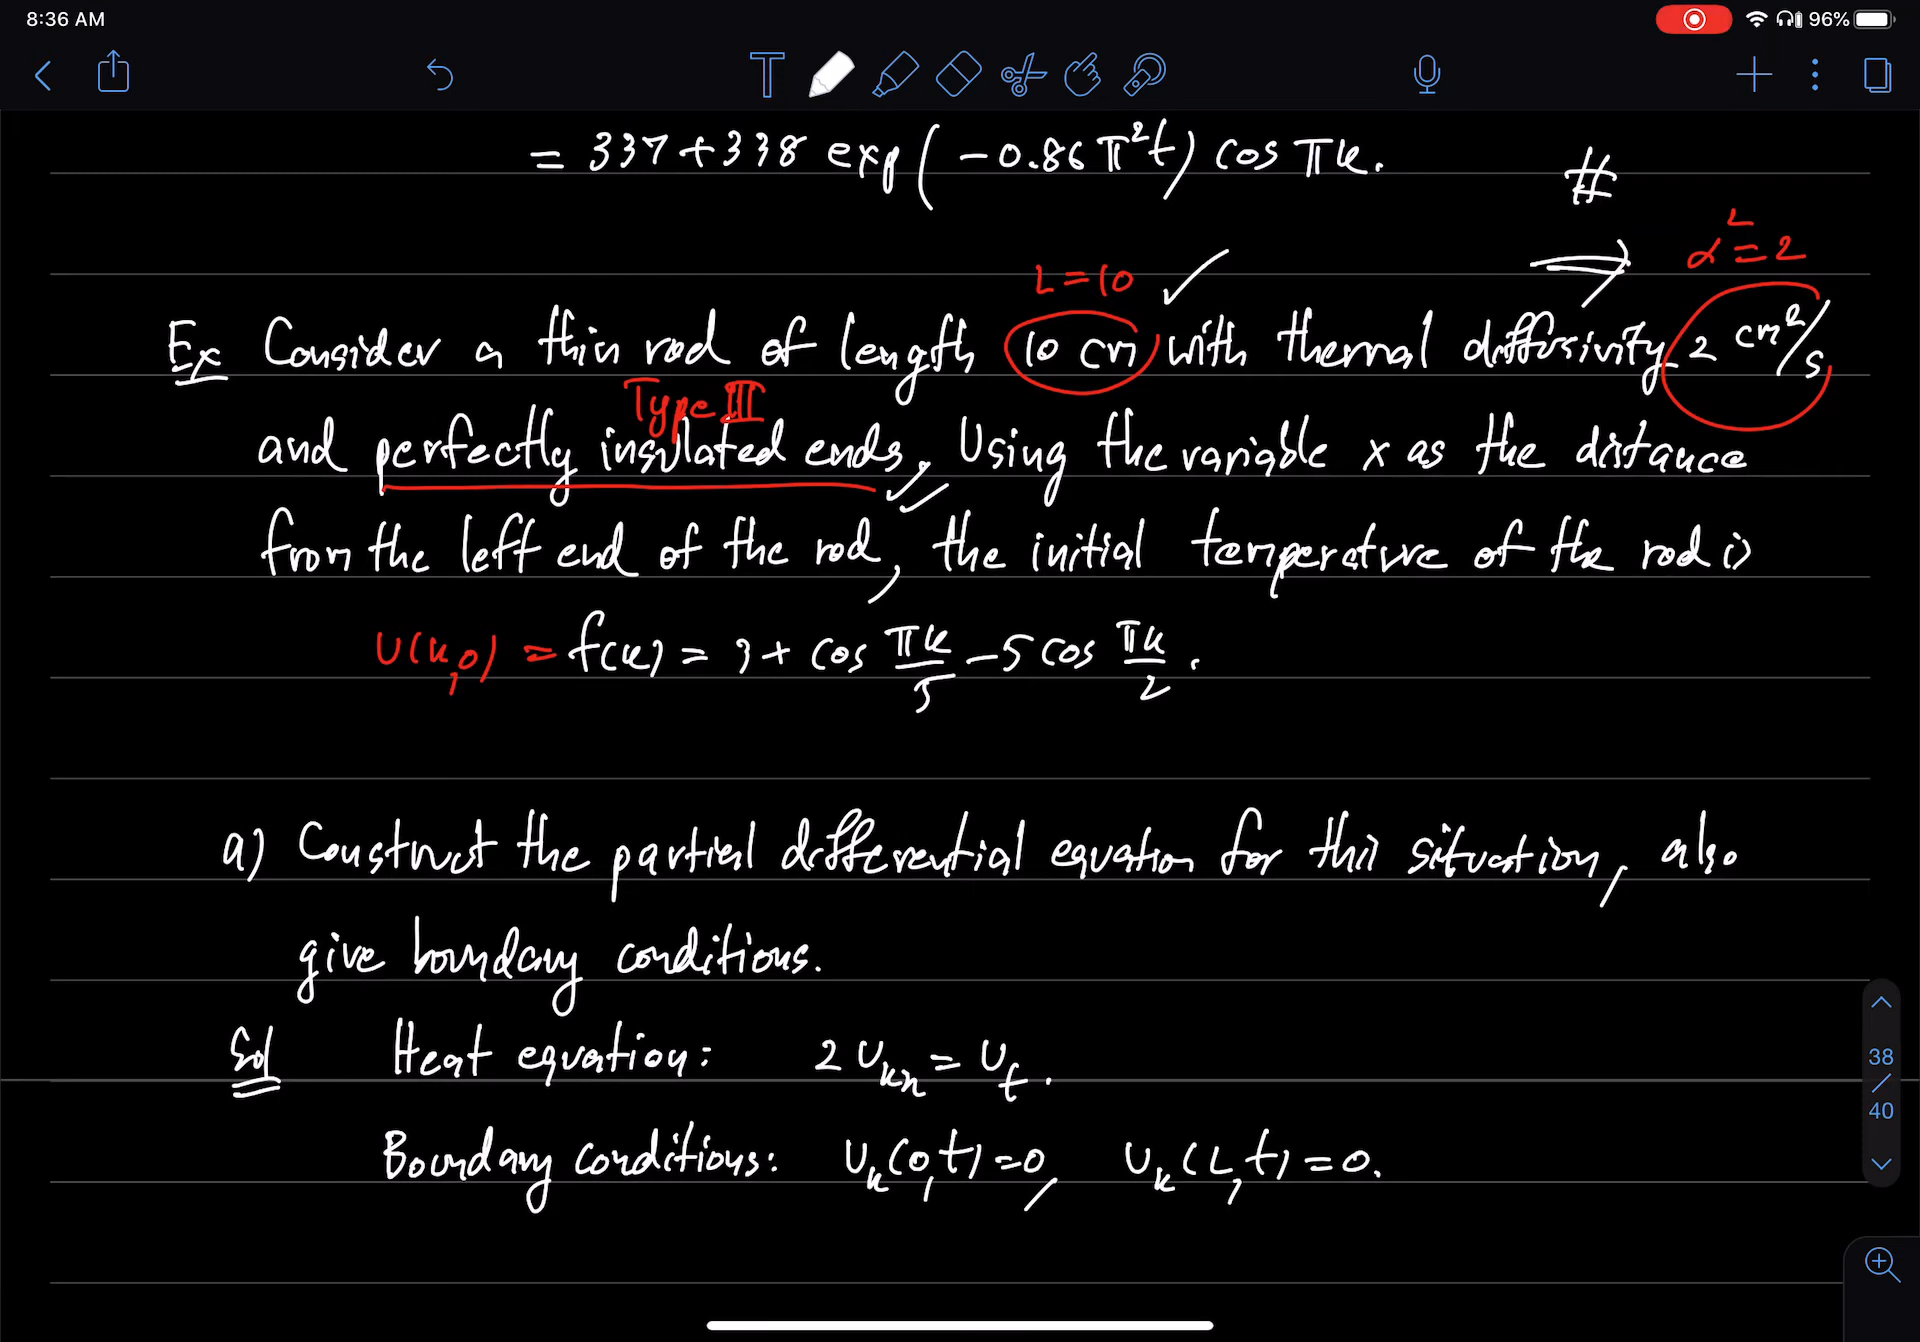 8:36 AM
96%
= 337 + 338 exp(-0.86 π²t) cos πx. #
L = 10
α² = 2
Ex Consider a thin rod of length 10 cm with thermal diffusivity 2 cm²/s
Type III
and perfectly insulated ends. Using the variable x as the distance
from the left end of the rod, the initial temperature of the rod is
U(x,0) = f(x) = 3 + cos πx/5 - 5 cos πx/2.
a) Construct the partial differential equation for this situation, also
give boundary conditions.
Sol Heat equation: 2 Uxx = Ut.
Boundary conditions: Ux(0,t) = 0, Ux(L,t) = 0.
38
/
40